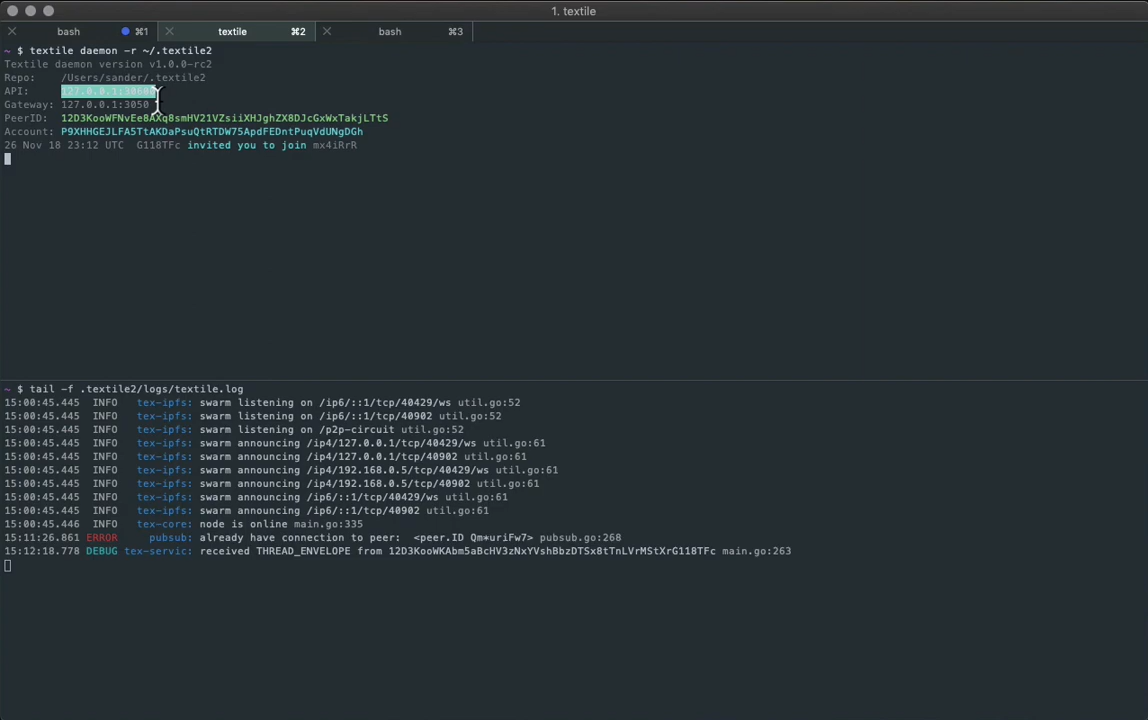 1. textile
bash ⌘1 textile ⌘2 bash ⌘3
~ $ textile daemon -r ~/.textile2
Textile daemon version v1.0.0-rc2
Repo: /Users/sander/.textile2
API: 127.0.0.1:30600
Gateway: 127.0.0.1:3050
PeerID: 12D3KooWFNvEe8AXq8smHV21VZsiiXHJghZX8DJcGxWxTakjLTtS
Account: P9XHHGEJLFA5TtAKDaPsuQtRTDW75ApdFEDntPuqVdUNgDGh
26 Nov 18 23:12 UTC G118TFc invited you to join mx4iRrR
~ $ tail -f .textile2/logs/textile.log
15:00:45.445 INFO tex-ipfs: swarm listening on /ip6/::1/tcp/40429/ws util.go:52
15:00:45.445 INFO tex-ipfs: swarm listening on /ip6/::1/tcp/40902 util.go:52
15:00:45.445 INFO tex-ipfs: swarm listening on /p2p-circuit util.go:52
15:00:45.445 INFO tex-ipfs: swarm announcing /ip4/127.0.0.1/tcp/40429/ws util.go:61
15:00:45.445 INFO tex-ipfs: swarm announcing /ip4/127.0.0.1/tcp/40902 util.go:61
15:00:45.445 INFO tex-ipfs: swarm announcing /ip4/192.168.0.5/tcp/40429/ws util.go:61
15:00:45.445 INFO tex-ipfs: swarm announcing /ip4/192.168.0.5/tcp/40902 util.go:61
15:00:45.445 INFO tex-ipfs: swarm announcing /ip6/::1/tcp/40429/ws util.go:61
15:00:45.445 INFO tex-ipfs: swarm announcing /ip6/::1/tcp/40902 util.go:61
15:00:45.446 INFO tex-core: node is online main.go:335
15:11:26.861 ERROR pubsub: already have connection to peer: <peer.ID Qm*uriFw7> pubsub.go:268
15:12:18.778 DEBUG tex-servic: received THREAD_ENVELOPE from 12D3KooWKAbm5aBcHV3zNxYVshBbzDTSx8tTnLVrMStXrG118TFc main.go:263